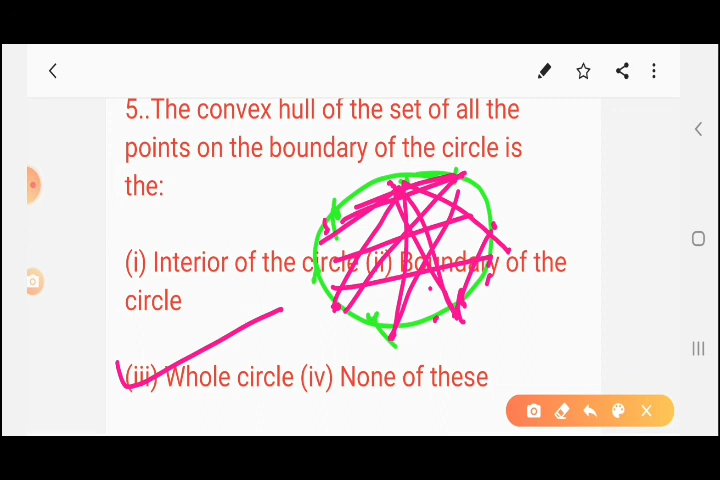 5..The convex hull of the set of all the
points on the boundary of the circle is
the:
(i) Interior of the circle (ii) Boundary of the
circle
(iii) Whole circle (iv) None of these